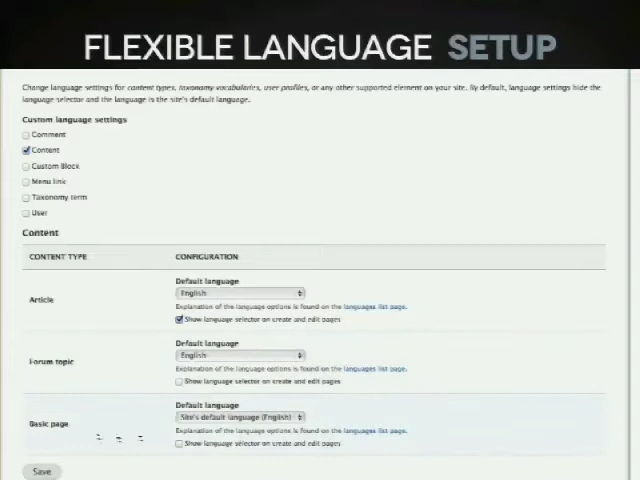 FLEXIBLE LANGUAGE SETUP
Change language settings for content types, taxonomy vocabularies, user profiles, or any other supported element on your site. By default, language settings hide the
language selector and the language is the site's default language.
Custom language settings
Comment
Content
Custom Block
Menu link
Taxonomy term
User
Content
CONTENT TYPE CONFIGURATION
Default language
English
Article
Explanation of the language options is found on the languages list page.
Show language selector on create and edit pages
Default language
English
Forum topic
Explanation of the language options is found on the languages list page.
Show language selector on create and edit pages
Default language
Site's default language (English)
Basic page
Explanation of the language options is found on the languages list page.
Show language selector on create and edit pages
Save